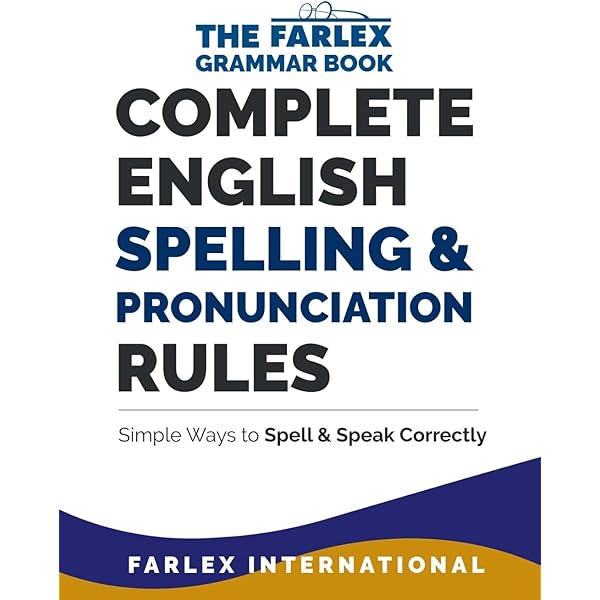 THE FARLEX
GRAMMAR BOOK
COMPLETE
ENGLISH
SPELLING &
PRONUNCIATION
RULES
Simple Ways to Spell & Speak Correctly
FARLEX INTERNATIONAL